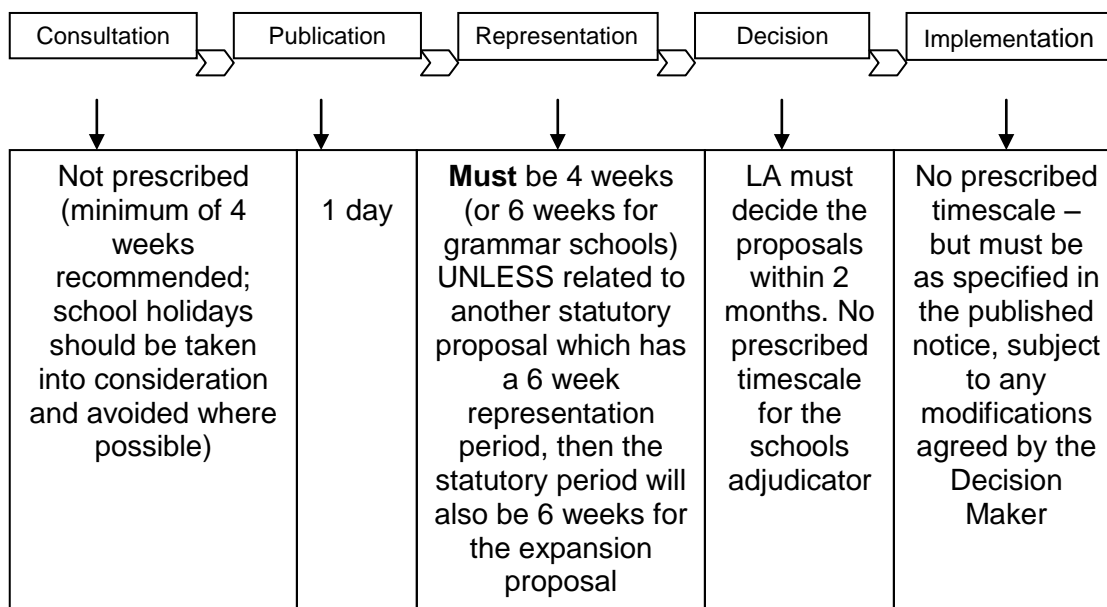 Consultation
Publication
Representation
Decision
Implementation
Not prescribed
(minimum of 4
weeks
recommended;
school holidays
should be taken
into consideration
and avoided where
possible)
1 day
Must be 4 weeks
(or 6 weeks for
grammar schools)
UNLESS related to
another statutory
proposal which has
a 6 week
representation
period, then the
statutory period will
also be 6 weeks for
the expansion
proposal
LA must
decide the
proposals
within 2
months. No
prescribed
timescale
for the
schools
adjudicator
No prescribed
timescale –
but must be
as specified in
the published
notice, subject
to any
modifications
agreed by the
Decision
Maker